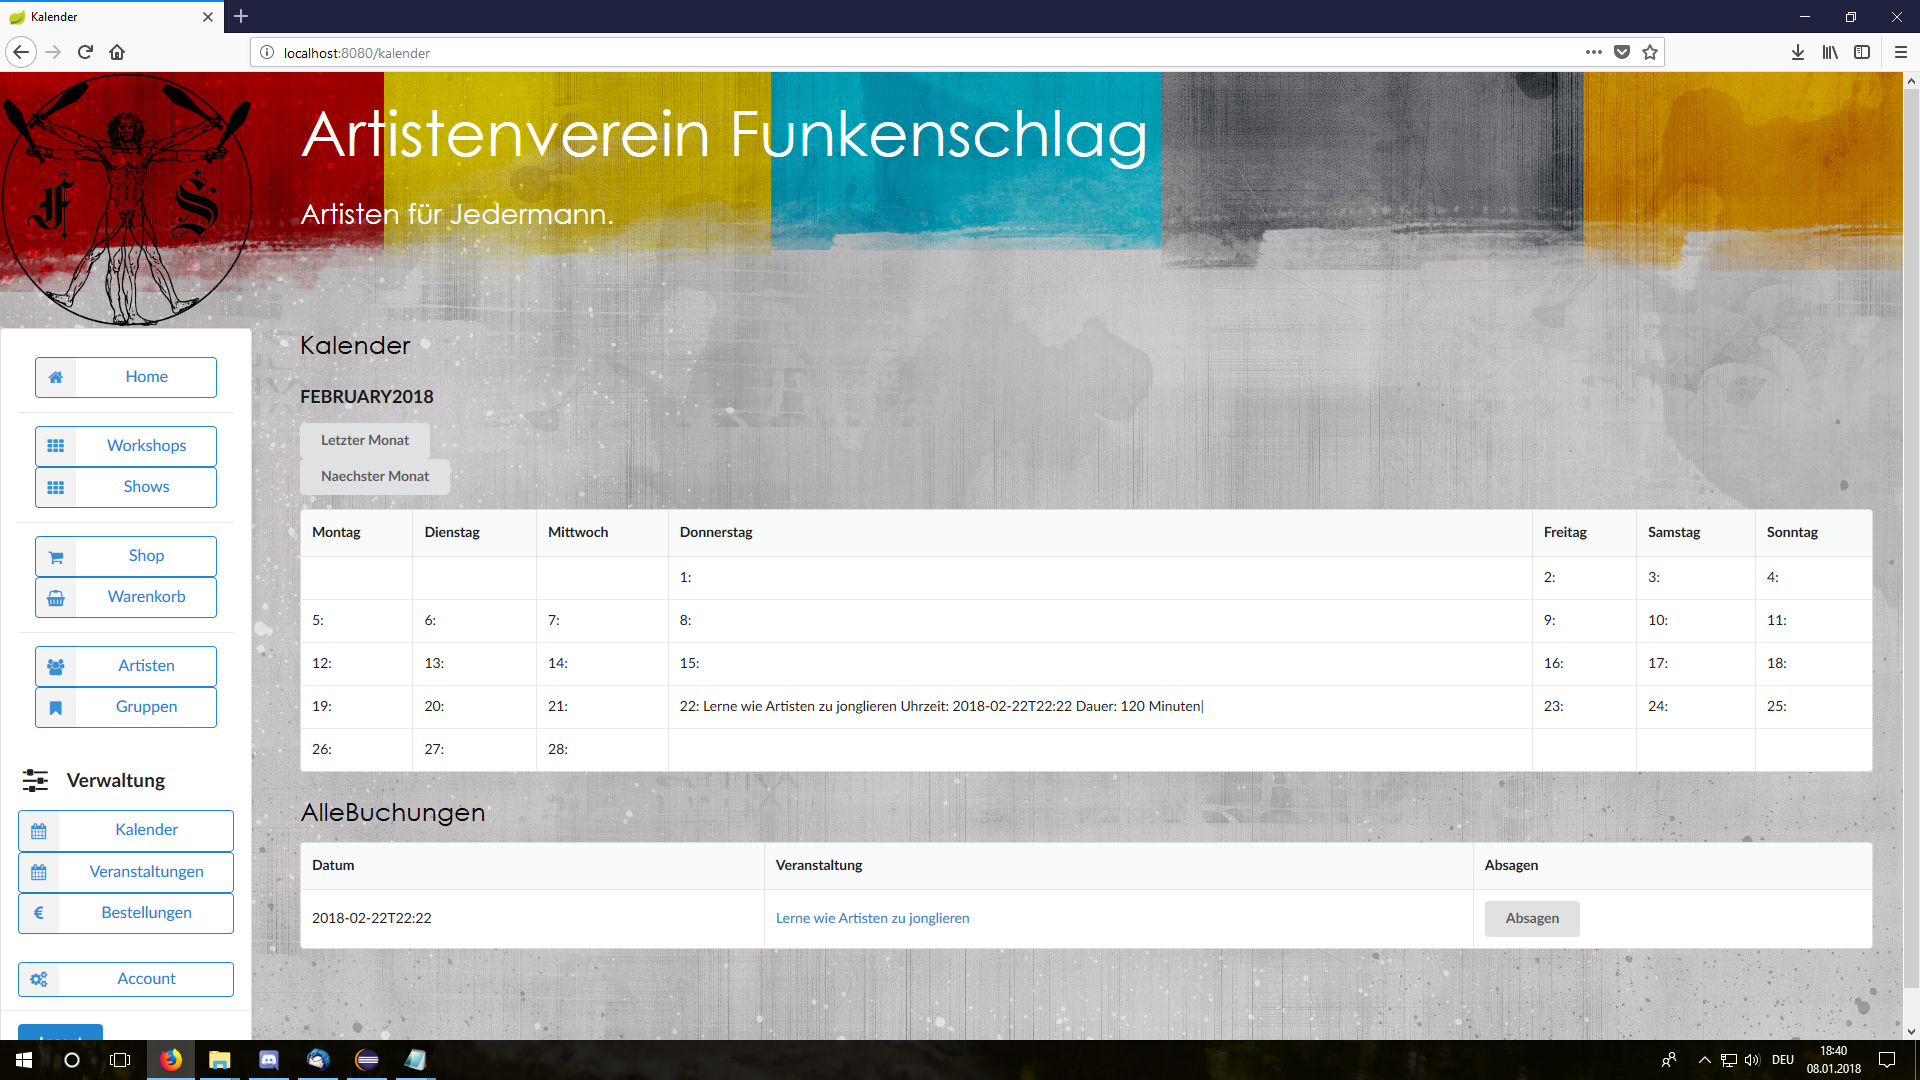 Kalender
localhost:8080/kalender
Artistenverein Funkenschlag
Artisten für Jedermann.
f S
Home
Workshops
Shows
Shop
Warenkorb
Artisten
Gruppen
Verwaltung
Kalender
Veranstaltungen
€ Bestellungen
Account
Kalender
FEBRUARY2018
Letzter Monat
Naechster Monat
Montag Dienstag Mittwoch Donnerstag Freitag Samstag Sonntag
1: 2: 3: 4:
5: 6: 7: 8: 9: 10: 11:
12: 13: 14: 15: 16: 17: 18:
19: 20: 21: 22: Lerne wie Artisten zu jonglieren Uhrzeit: 2018-02-22T22:22 Dauer: 120 Minuten| 23: 24: 25:
26: 27: 28:
AlleBuchungen
Datum Veranstaltung Absagen
2018-02-22T22:22 Lerne wie Artisten zu jonglieren Absagen
DEU
18:40
08.01.2018